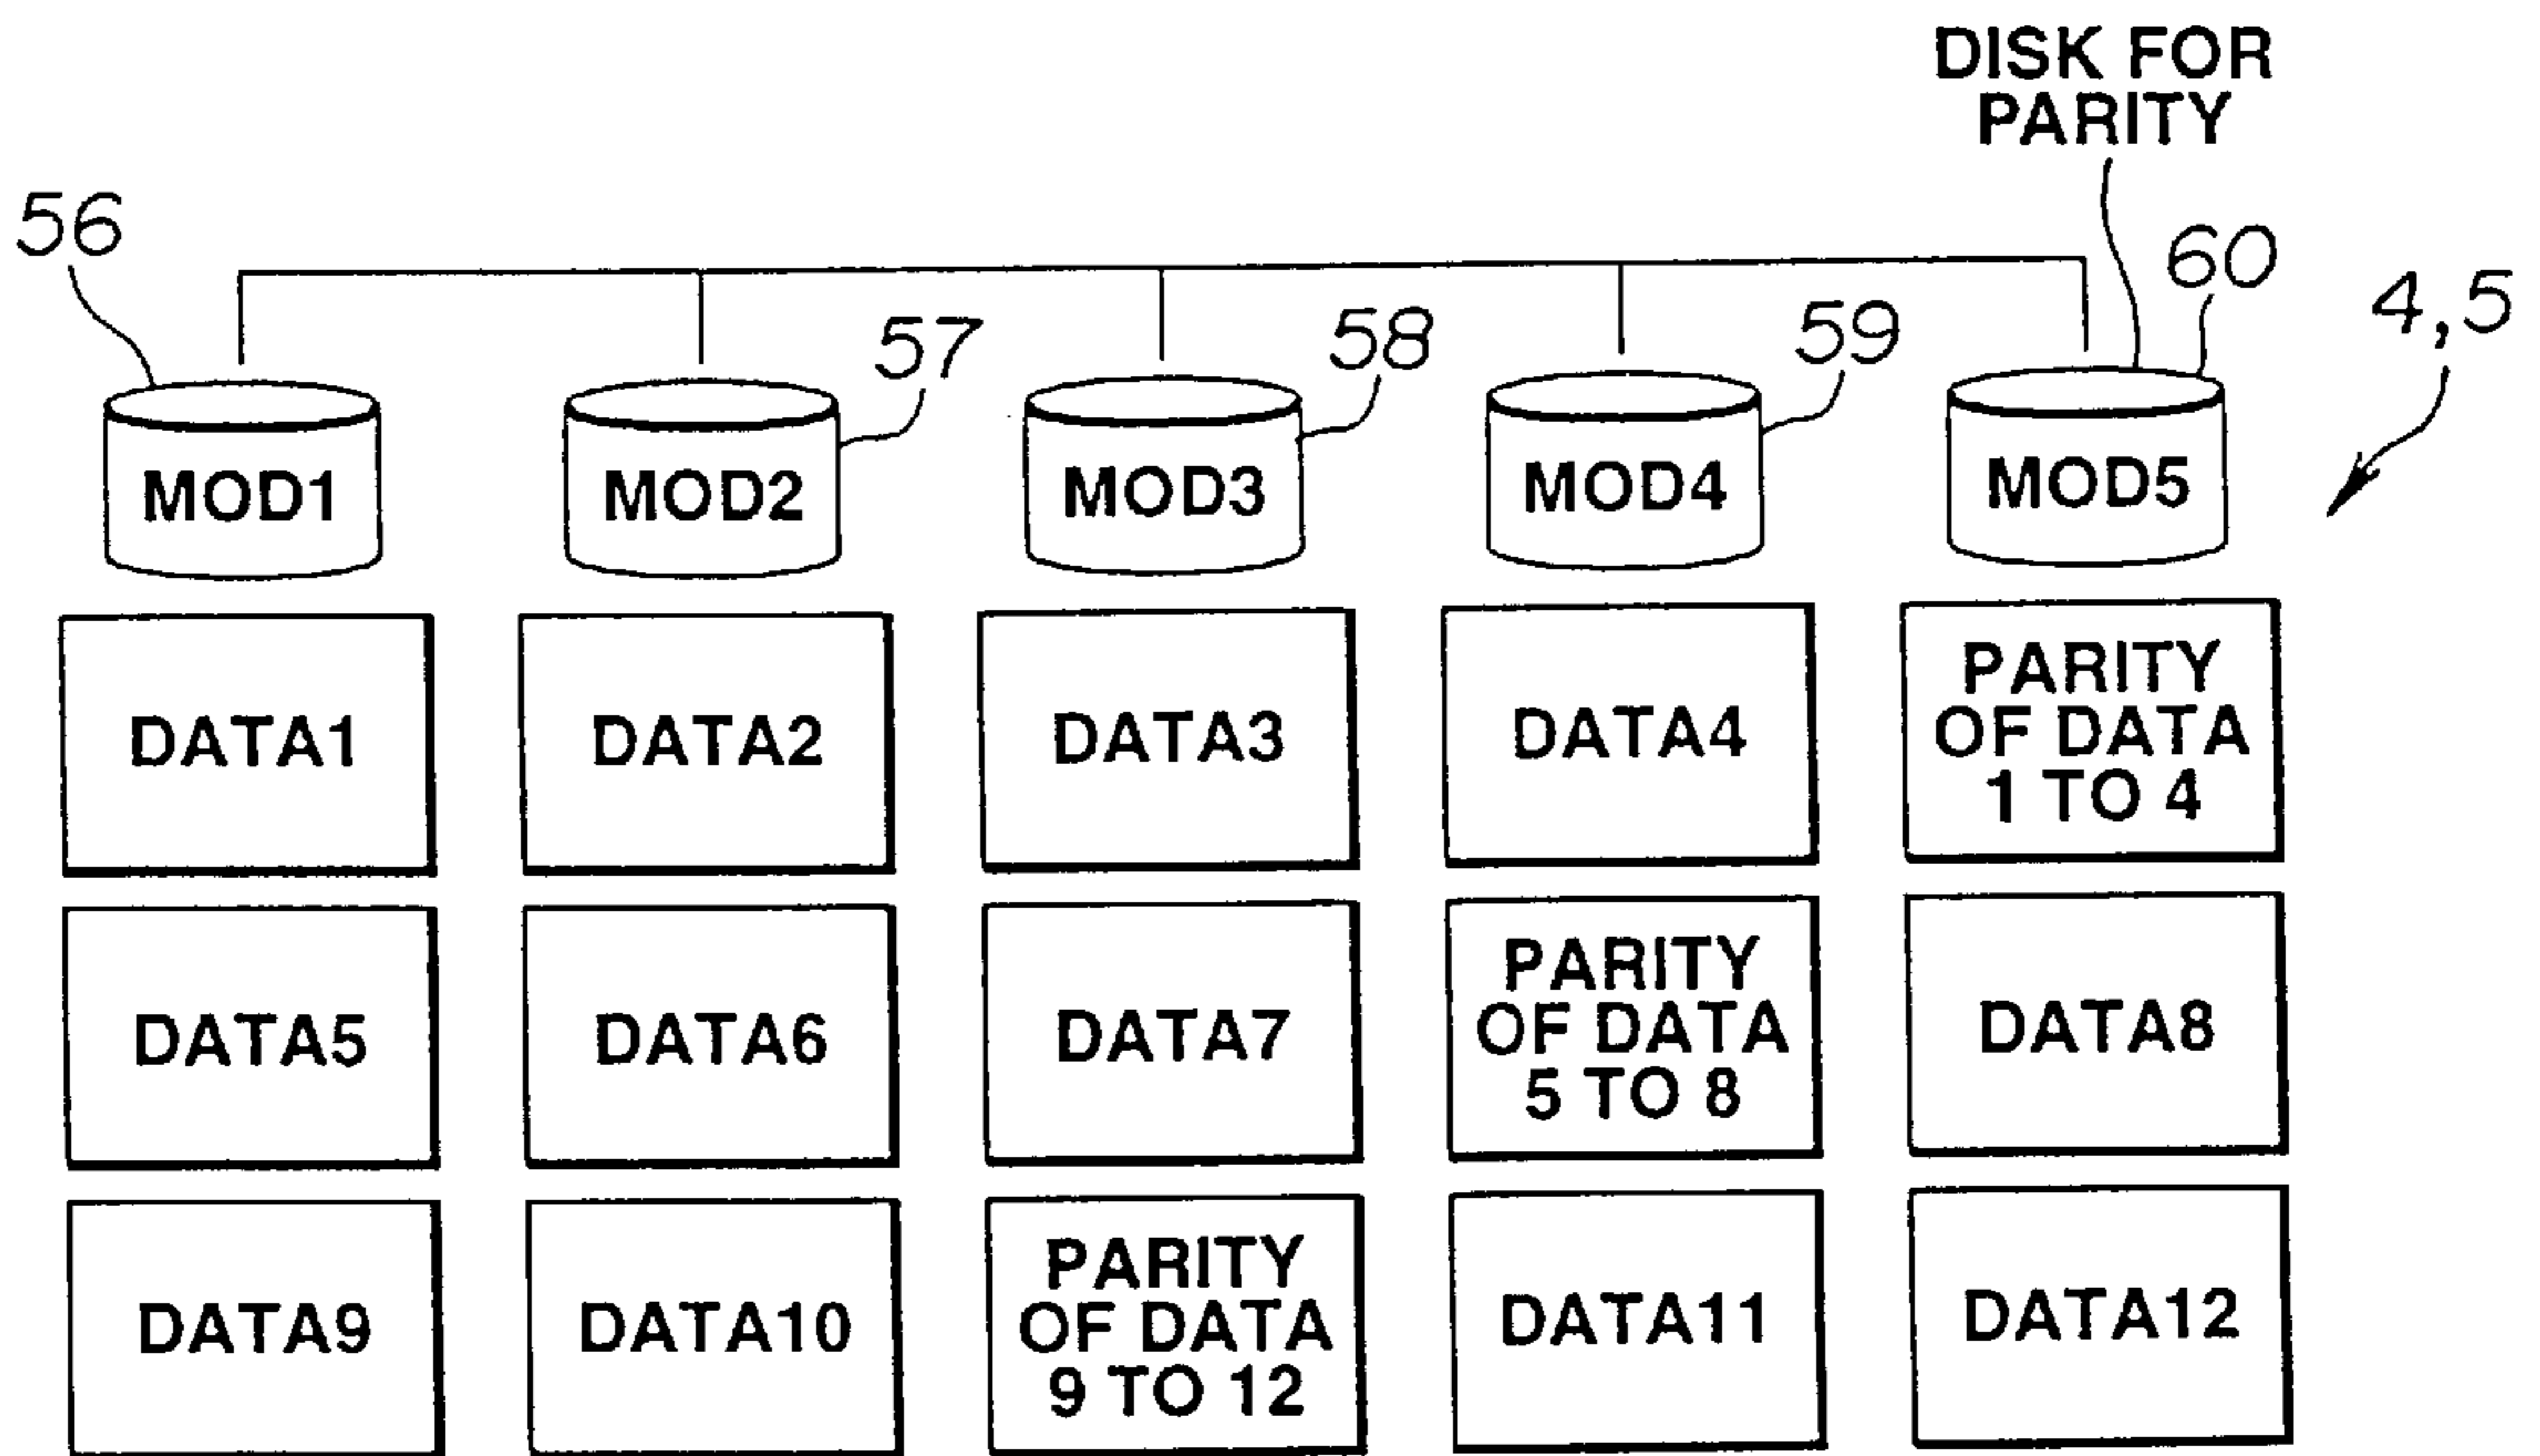 DISK FOR
PARITY
56
57
58
59
60
4,5
MOD1
MOD2
MOD3
MOD4
MOD5
DATA1
DATA2
DATA3
DATA4
PARITY
OF DATA
1 TO 4
DATA5
DATA6
DATA7
PARITY
OF DATA
5 TO 8
DATA8
DATA9
DATA10
PARITY
OF DATA
9 TO 12
DATA11
DATA12